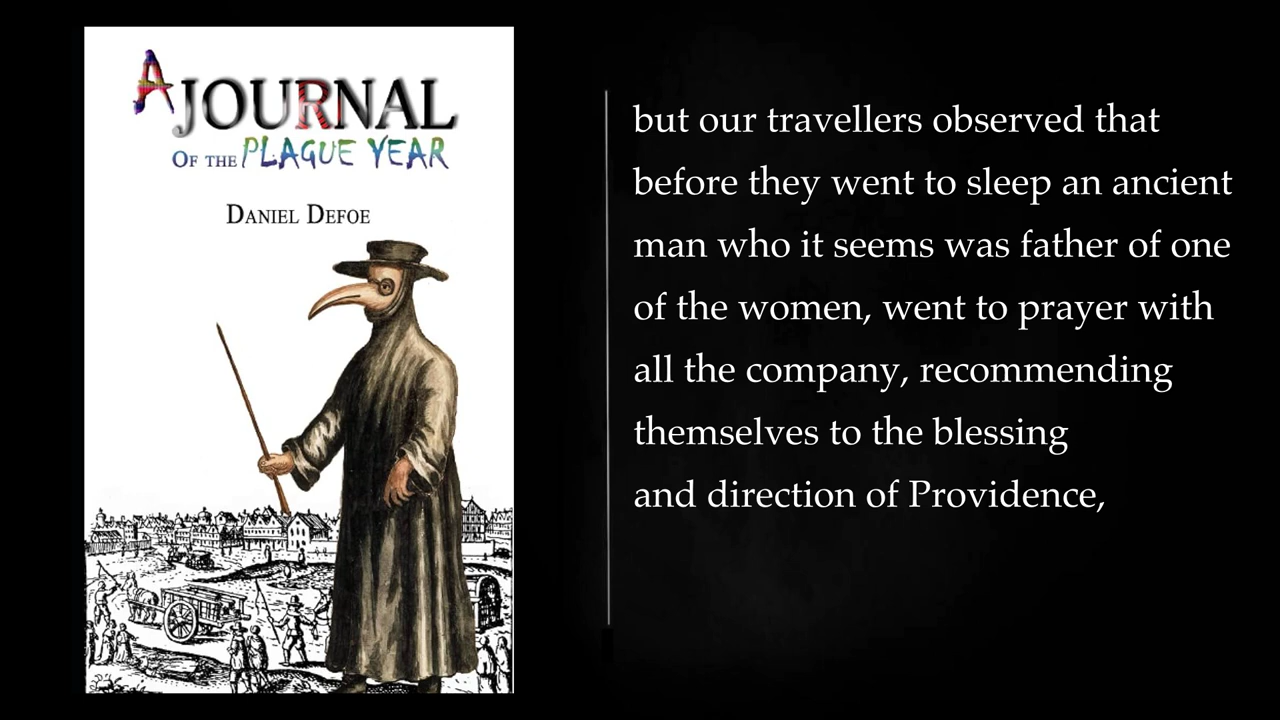 A JOURNAL
OF THE PLAGUE YEAR
DANIEL DEFOE
but our travellers observed that
before they went to sleep an ancient
man who it seems was father of one
of the women, went to prayer with
all the company, recommending
themselves to the blessing
and direction of Providence,